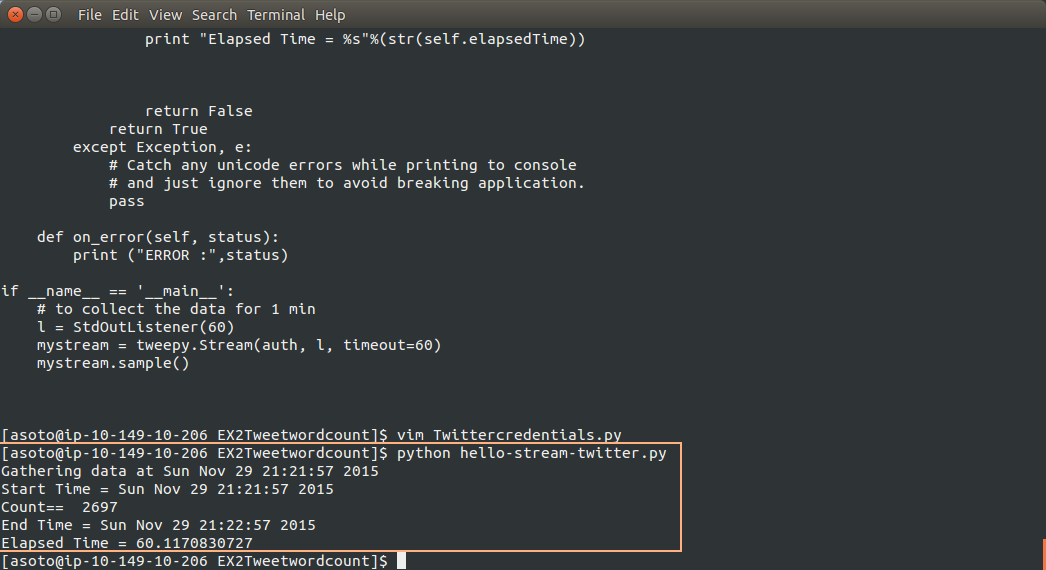 File Edit View Search Terminal Help
                print "Elapsed Time = %s"%(str(self.elapsedTime))
                return False
            return True
        except Exception, e:
            # Catch any unicode errors while printing to console
            # and just ignore them to avoid breaking application.
            pass
    def on_error(self, status):
        print ("ERROR :",status)
if __name__ == '__main__':
    # to collect the data for 1 min
    l = StdOutListener(60)
    mystream = tweepy.Stream(auth, l, timeout=60)
    mystream.sample()
[asoto@ip-10-149-10-206 EX2Tweetwordcount]$ vim Twittercredentials.py
[asoto@ip-10-149-10-206 EX2Tweetwordcount]$ python hello-stream-twitter.py
Gathering data at Sun Nov 29 21:21:57 2015
Start Time = Sun Nov 29 21:21:57 2015
Count==  2697
End Time = Sun Nov 29 21:22:57 2015
Elapsed Time = 60.1170830727
[asoto@ip-10-149-10-206 EX2Tweetwordcount]$